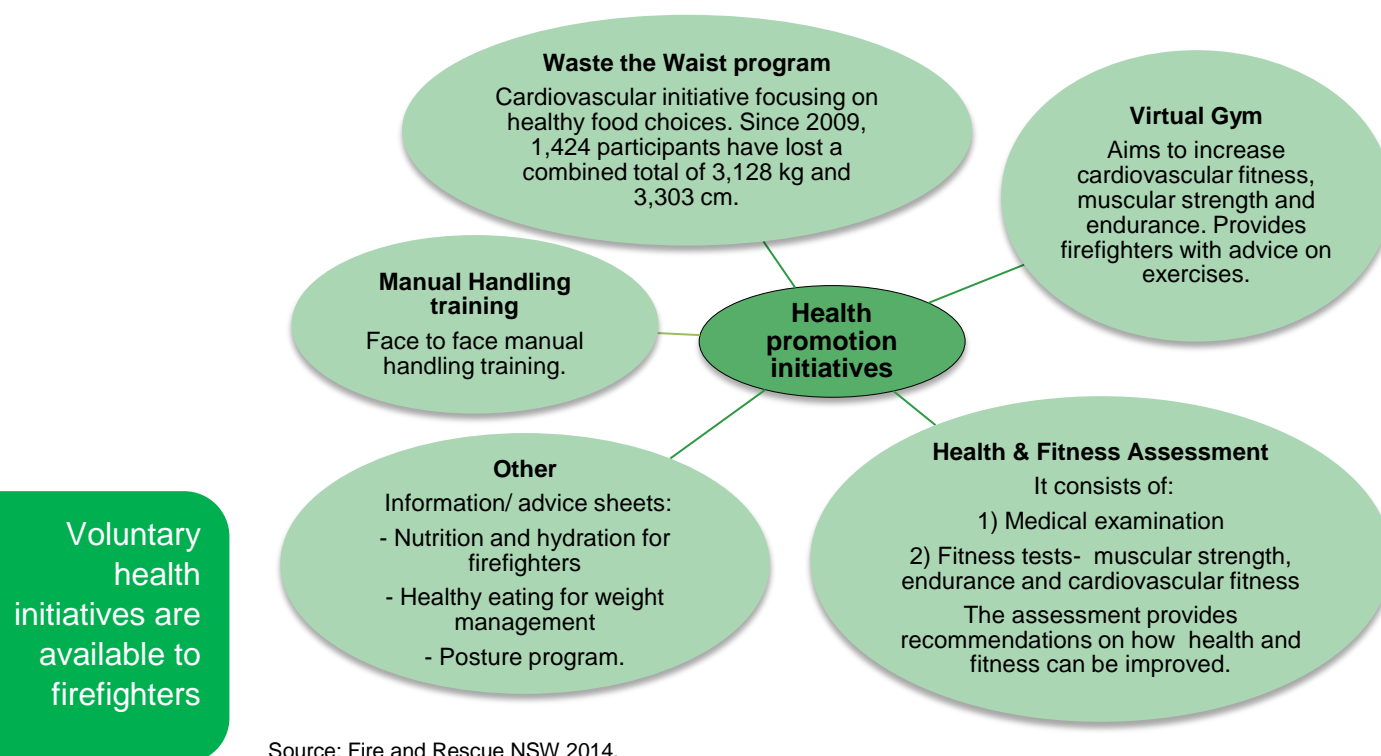 Waste the Waist program
Cardiovascular initiative focusing on
healthy food choices. Since 2009,
1,424 participants have lost a
combined total of 3,128 kg and
3,303 cm.
Virtual Gym
Aims to increase
cardiovascular fitness,
muscular strength and
endurance. Provides
firefighters with advice on
exercises.
Manual Handling
training
Face to face manual
handling training.
Health
promotion
initiatives
Other
Information/ advice sheets:
- Nutrition and hydration for
firefighters
- Healthy eating for weight
management
- Posture program.
Health & Fitness Assessment
It consists of:
1) Medical examination
2) Fitness tests- muscular strength,
endurance and cardiovascular fitness
The assessment provides
recommendations on how health and
fitness can be improved.
Voluntary
health
initiatives are
available to
firefighters
Source: Fire and Rescue NSW 2014.